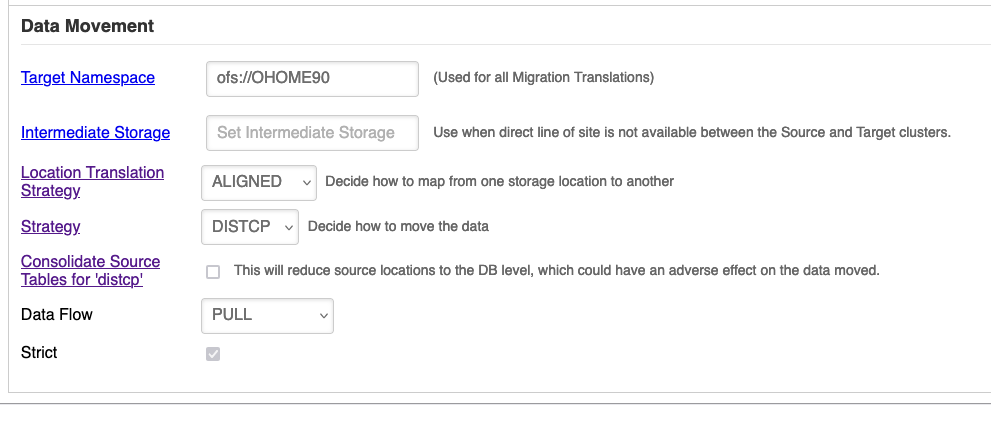 Data Movement
Target Namespace ofs://OHOME90 (Used for all Migration Translations)
Intermediate Storage Set Intermediate Storage Use when direct line of site is not available between the Source and Target clusters.
Location Translation
Strategy ALIGNED Decide how to map from one storage location to another
Strategy DISTCP Decide how to move the data
Consolidate Source
Tables for 'distcp' This will reduce source locations to the DB level, which could have an adverse effect on the data moved.
Data Flow PULL
Strict